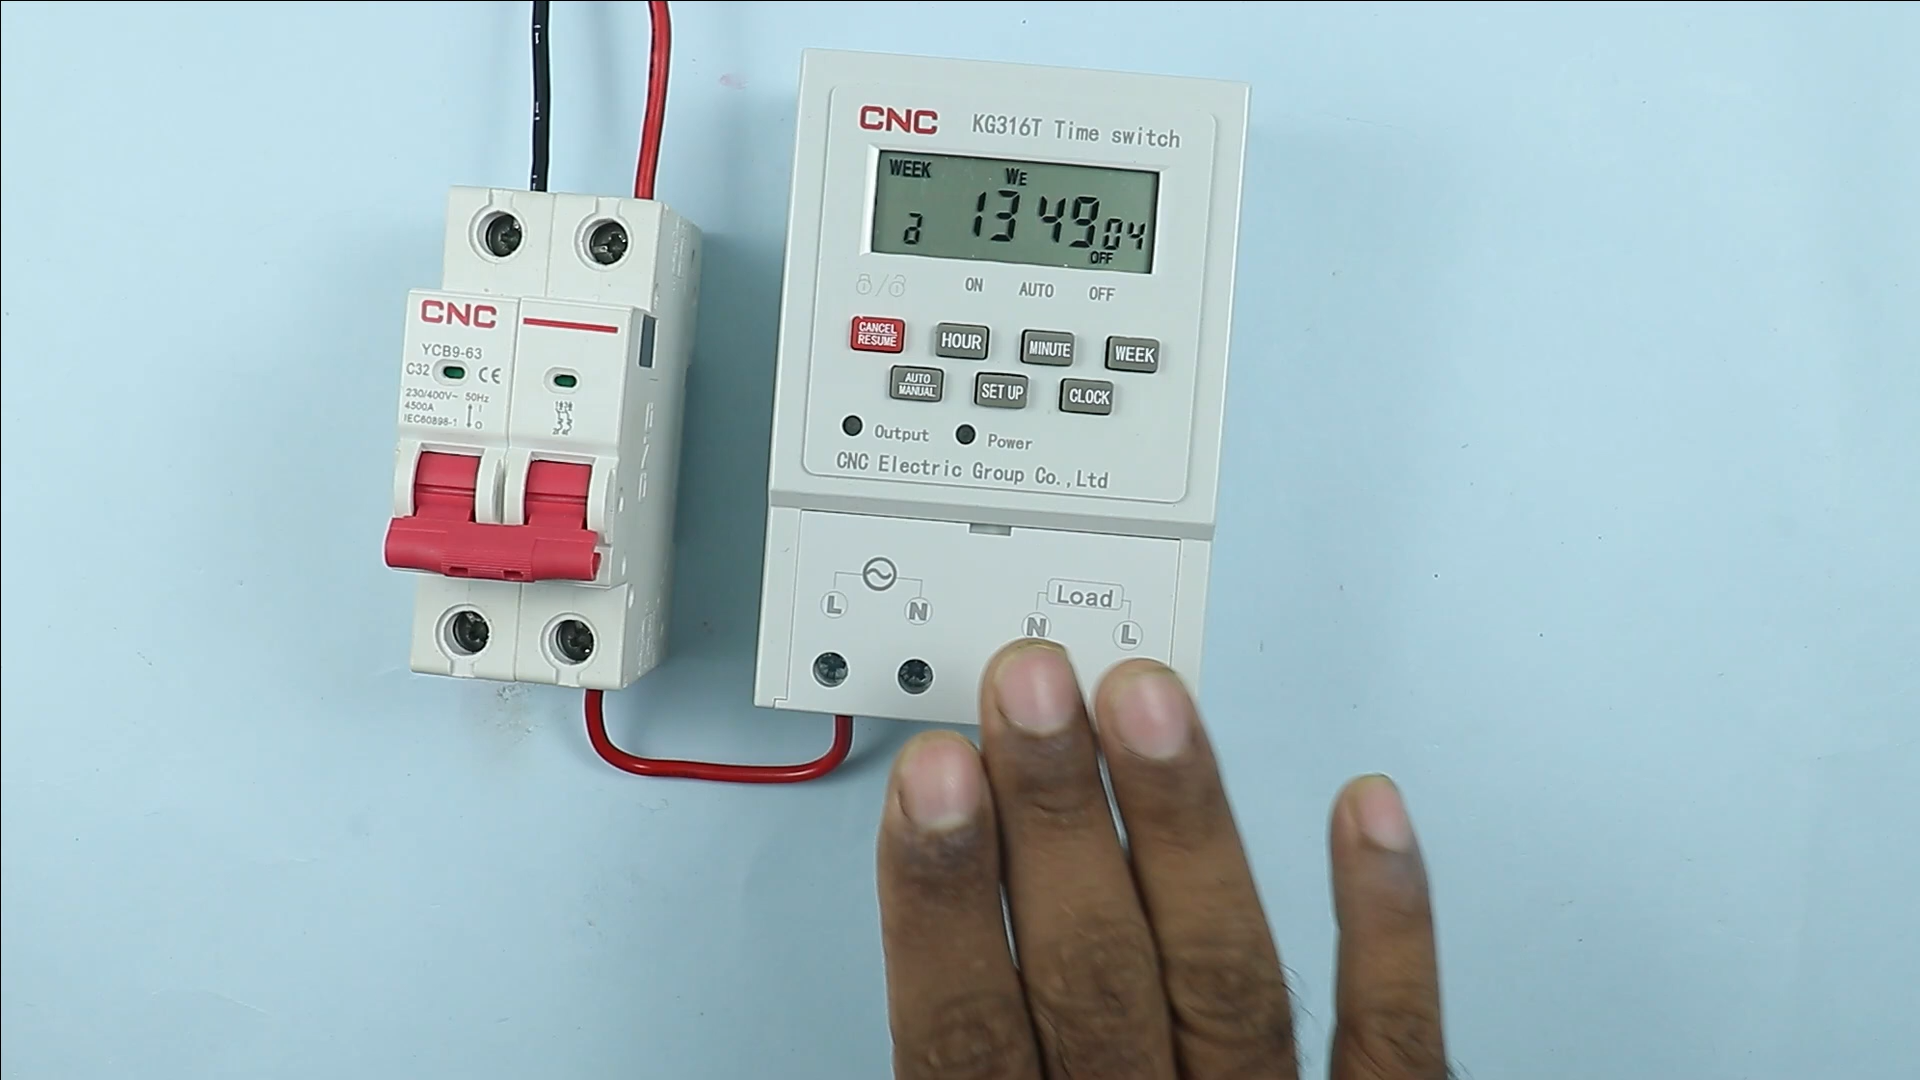 CNC
YCB9-63
C32 CE
230/400V~ 50Hz
4500A
IEC60898-1
I
O
CNC KG316T Time switch
WEEK WE
a 13 49 04
OFF
ON AUTO OFF
CANCEL
RESUME
HOUR MINUTE WEEK
AUTO
MANUAL
SET UP CLOCK
Output Power
CNC Electric Group Co.,Ltd
L N
Load
N L